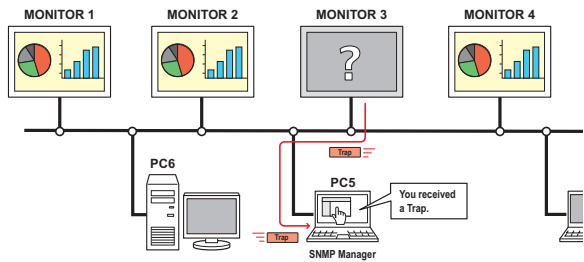 MONITOR 1
MONITOR 2
MONITOR 3
MONITOR 4
?
Trap
PC6
PC5
You received
a Trap.
Trap
SNMP Manager